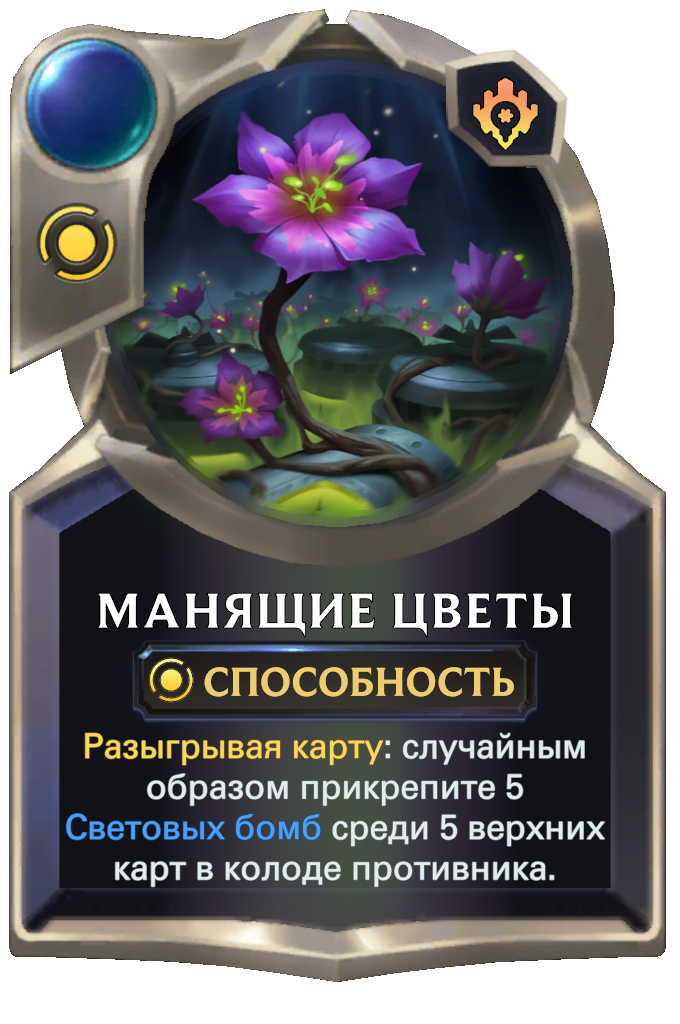 МАНЯЩИЕ ЦВЕТЫ
СПОСОБНОСТЬ
Разыгрывая карту: случайным
образом прикрепите 5
Световых бомб среди 5 верхних
карт в колоде противника.